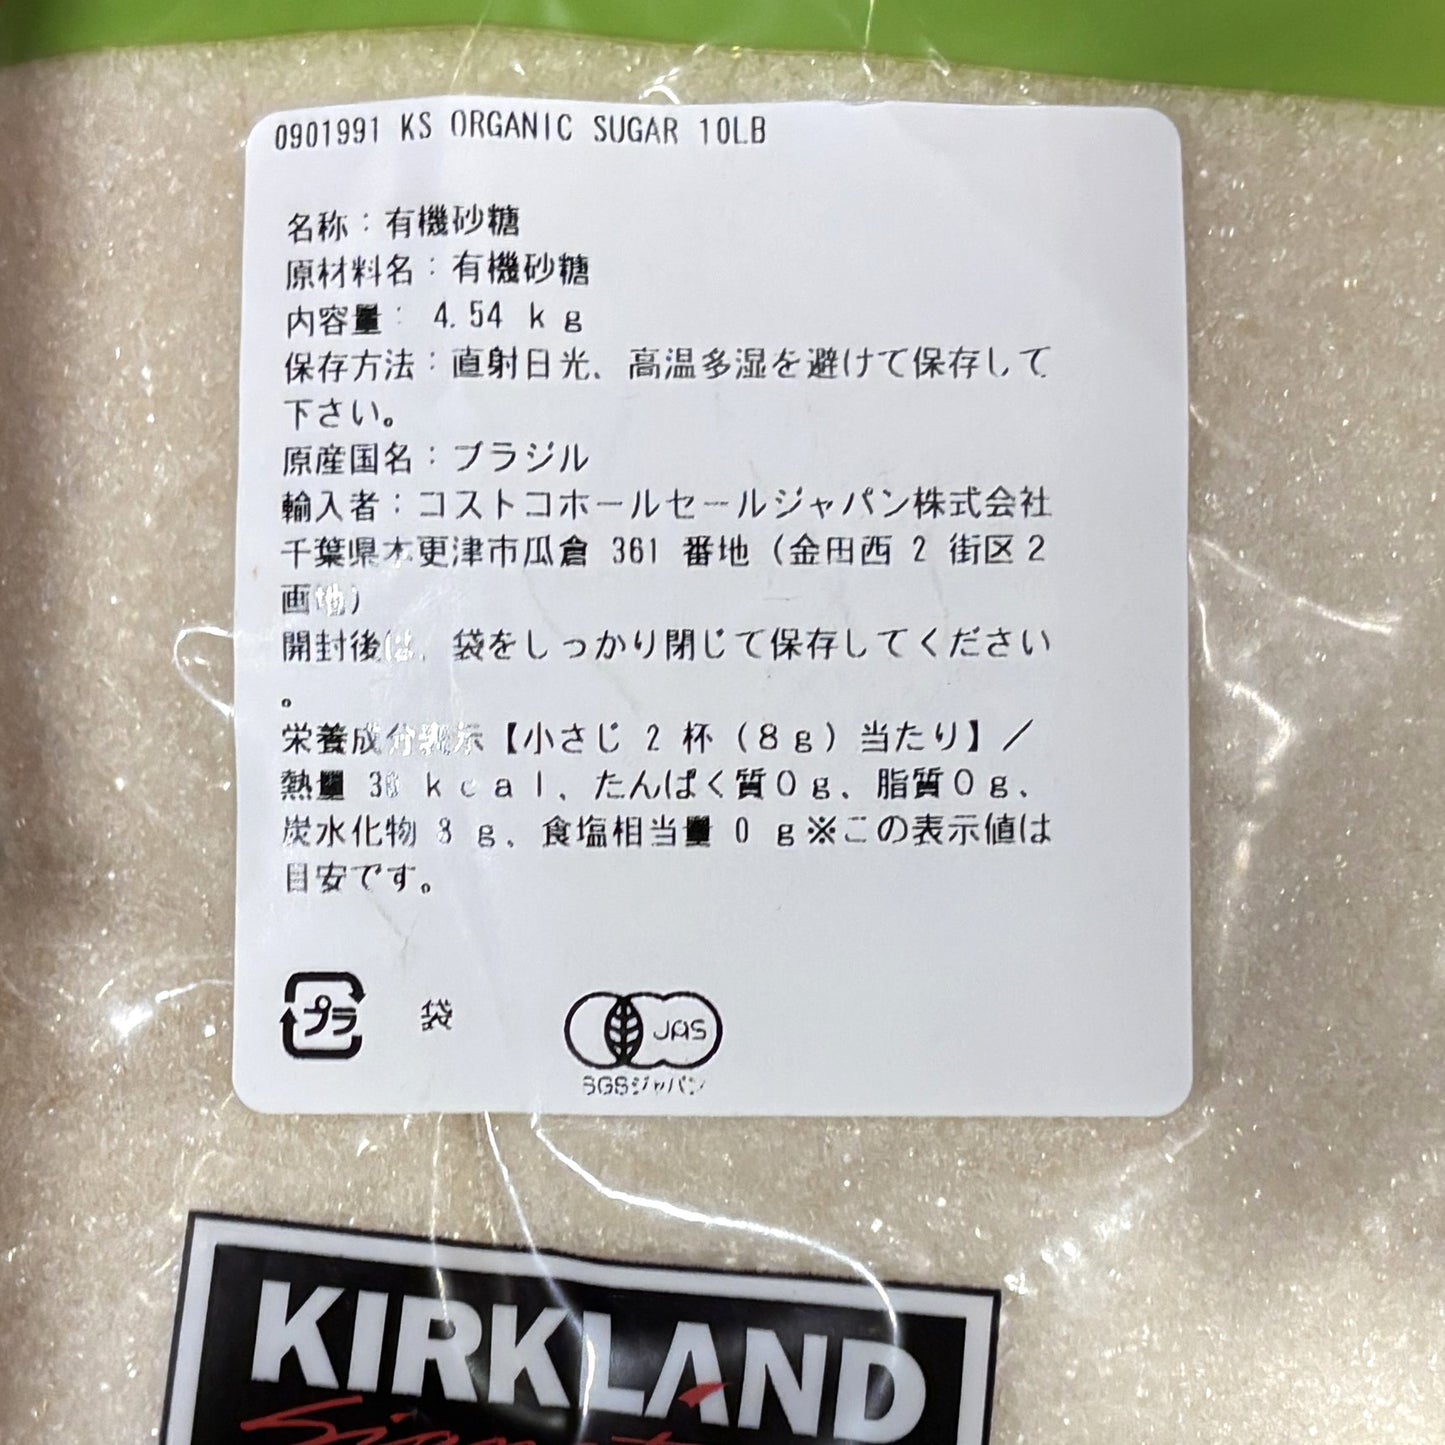 0901991 KS ORGANIC SUGAR 10LB
名称：有機砂糖
原材料名：有機砂糖
内容量： 4.54 kg
保存方法：直射日光、高温多湿を避けて保存して
下さい。
原産国名：ブラジル
輸入者：コストコホールセールジャパン株式会社
千葉県木更津市瓜倉 361 番地（金田西 2 街区2
画地）
開封後は、袋をしっかり閉じて保存してください
。
栄養成分表示【小さじ 2 杯（8g）当たり】／
熱量 kcal、たんぱく質0g、脂質0g、
炭水化物 8 g、食塩相当量 0 g※この表示値は
目安です。
プラ 袋 JAS
SGSジャパン
KIRKLAND